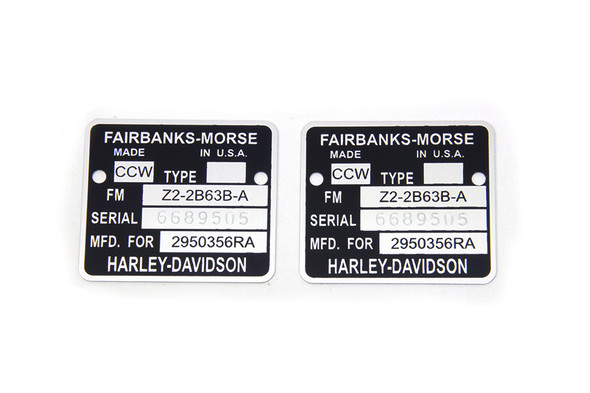 FAIRBANKS-MORSE
MADE IN U.S.A.
CCW TYPE
FM Z2-2B63B-A
SERIAL 6689505
MFD. FOR 2950356RA
HARLEY-DAVIDSON
FAIRBANKS-MORSE
MADE IN U.S.A.
CCW TYPE
FM Z2-2B63B-A
SERIAL 6689505
MFD. FOR 2950356RA
HARLEY-DAVIDSON